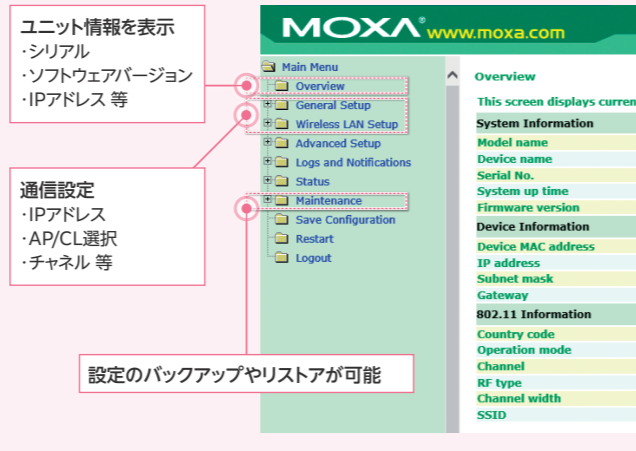 ユニット情報を表示
・シリアル
・ソフトウェアバージョン
・IPアドレス 等
通信設定
・IPアドレス
・AP/CL選択
・チャネル 等
設定のバックアップやリストアが可能
MOXA® www.moxa.com
Main Menu
Overview
General Setup
Wireless LAN Setup
Advanced Setup
Logs and Notifications
Status
Maintenance
Save Configuration
Restart
Logout
Overview
This screen displays curren
System Information
Model name
Device name
Serial No.
System up time
Firmware version
Device Information
Device MAC address
IP address
Subnet mask
Gateway
802.11 Information
Country code
Operation mode
Channel
RF type
Channel width
SSID